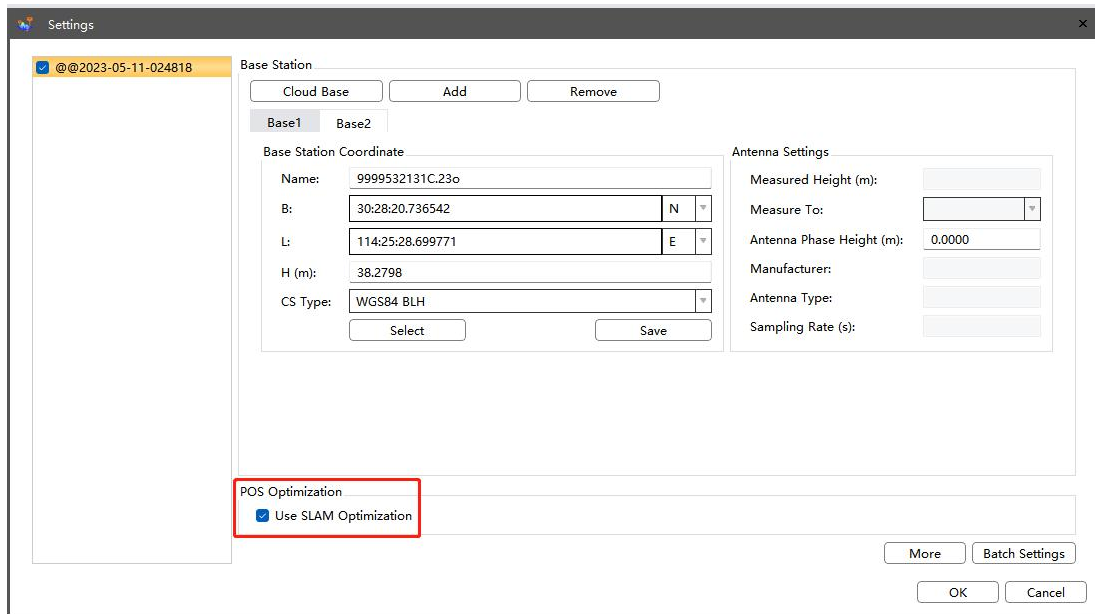 Settings
@@2023-05-11-024818
Base Station
Cloud Base Add Remove
Base1 Base2
Base Station Coordinate
Name: 9999532131C.23o
B: 30:28:20.736542 N
L: 114:25:28.699771 E
H (m): 38.2798
CS Type: WGS84 BLH
Select Save
Antenna Settings
Measured Height (m):
Measure To:
Antenna Phase Height (m): 0.0000
Manufacturer:
Antenna Type:
Sampling Rate (s):
POS Optimization
Use SLAM Optimization
More Batch Settings
OK Cancel